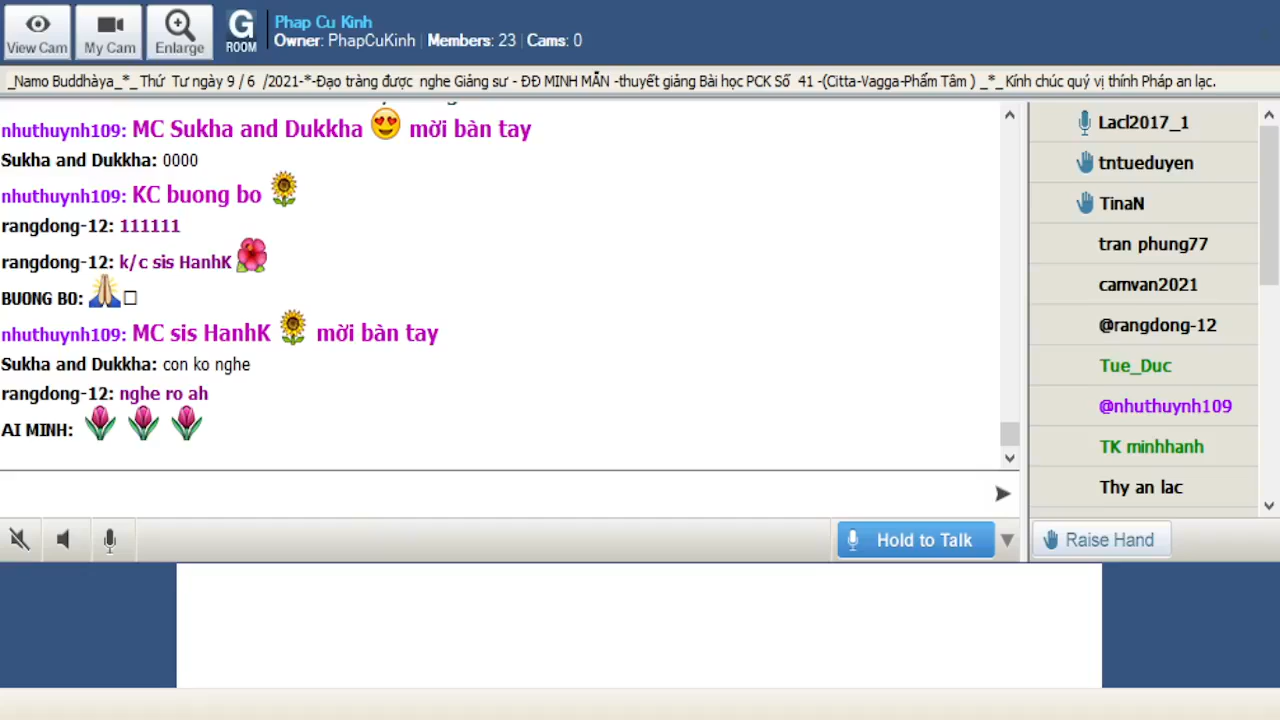 View Cam
My Cam
Enlarge
G
ROOM
Phap Cu Kinh
Owner: PhapCuKinh | Members: 23 | Cams: 0
_Namo Buddhàya_*_ Thứ Tư ngày 9 / 6 /2021-*-Đạo tràng được nghe Giảng sư - ĐĐ MINH MẪN -thuyết giảng Bài học PCK Số 41 -(Citta-Vagga-Phẩm Tâm ) _*_ Kính chúc quý vị thính Pháp an lạc.
nhuthuynh109: MC Sukha and Dukkha 😍 mời bàn tay
Sukha and Dukkha: 0000
nhuthuynh109: KC buong bo 🌻
rangdong-12: 111111
rangdong-12: k/c sis HanhK 🌺
BUONG BO: 🙏□
nhuthuynh109: MC sis HanhK 🌻 mời bàn tay
Sukha and Dukkha: con ko nghe
rangdong-12: nghe ro ah
AI MINH: 🌷 🌷 🌷
Lacl2017_1
tntueduyen
TinaN
tran phung77
camvan2021
@rangdong-12
Tue_Duc
@nhuthuynh109
TK minhhanh
Thy an lac
Hold to Talk
Raise Hand